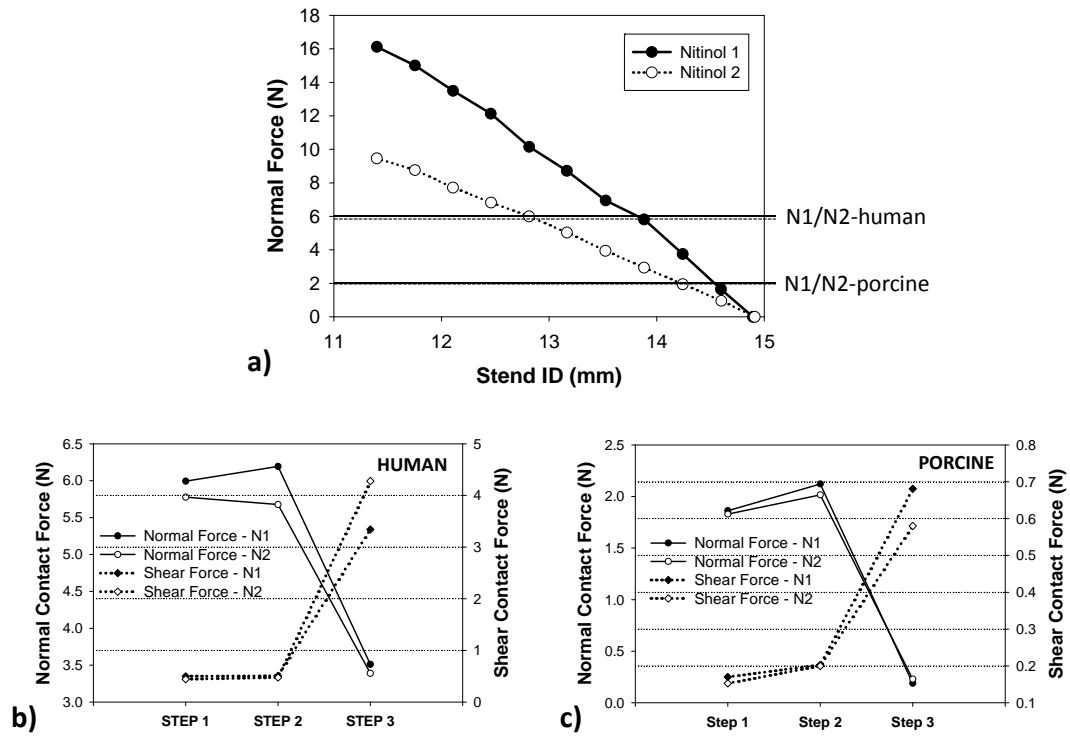 18
16
14
12
10
8
6
4
2
0
Normal Force (N)
Nitinol 1
Nitinol 2
N1/N2-human
N1/N2-porcine
11 12 13 14 15
Stend ID (mm)
a)
6.5
6.0
5.5
5.0
4.5
4.0
3.5
3.0
Normal Contact Force (N)
HUMAN
Normal Force - N1
Normal Force - N2
Shear Force - N1
Shear Force - N2
5
4
3
2
1
0
Shear Contact Force (N)
STEP 1 STEP 2 STEP 3
b)
2.5
2.0
1.5
1.0
0.5
0.0
Normal Contact Force (N)
PORCINE
Normal Force - N1
Normal Force - N2
Shear Force - N1
Shear Force - N2
0.8
0.7
0.6
0.5
0.4
0.3
0.2
0.1
Shear Contact Force (N)
Step 1 Step 2 Step 3
c)